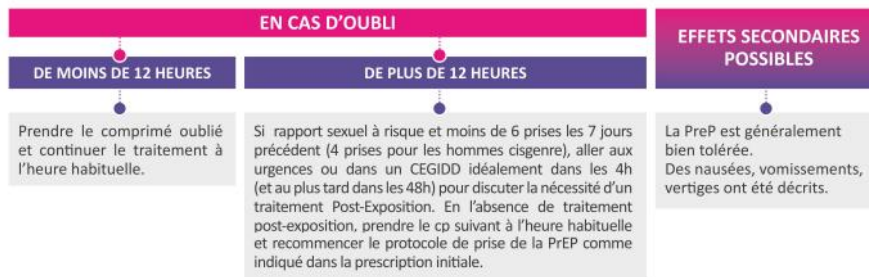 EN CAS D'OUBLI
DE MOINS DE 12 HEURES
Prendre le comprimé oublié
et continuer le traitement à
l'heure habituelle.
DE PLUS DE 12 HEURES
Si rapport sexuel à risque et moins de 6 prises les 7 jours
précédent (4 prises pour les hommes cisgenre), aller aux
urgences ou dans un CEGIDD idéalement dans les 4h
(et au plus tard dans les 48h) pour discuter la nécessité d'un
traitement Post-Exposition. En l'absence de traitement
post-exposition, prendre le cp suivant à l'heure habituelle
et recommencer le protocole de prise de la PrEP comme
indiqué dans la prescription initiale.
EFFETS SECONDAIRES
POSSIBLES
La PreP est généralement
bien tolérée.
Des nausées, vomissements,
vertiges ont été décrits.